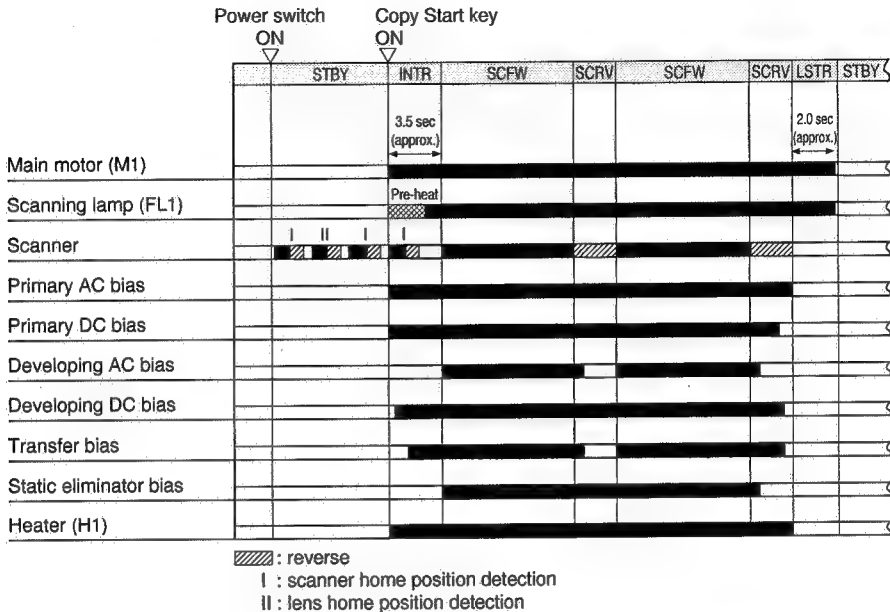 Power switch Copy Start key
ON ON
STBY INTR SCFW SCRV SCFW SCRV LSTR STBY
3.5 sec 2.0 sec
(approx.) (approx.)
Main motor (M1)
Pre-heat
Scanning lamp (FL1)
I II I I
Scanner
Primary AC bias
Primary DC bias
Developing AC bias
Developing DC bias
Transfer bias
Static eliminator bias
Heater (H1)
: reverse
I : scanner home position detection
II : lens home position detection